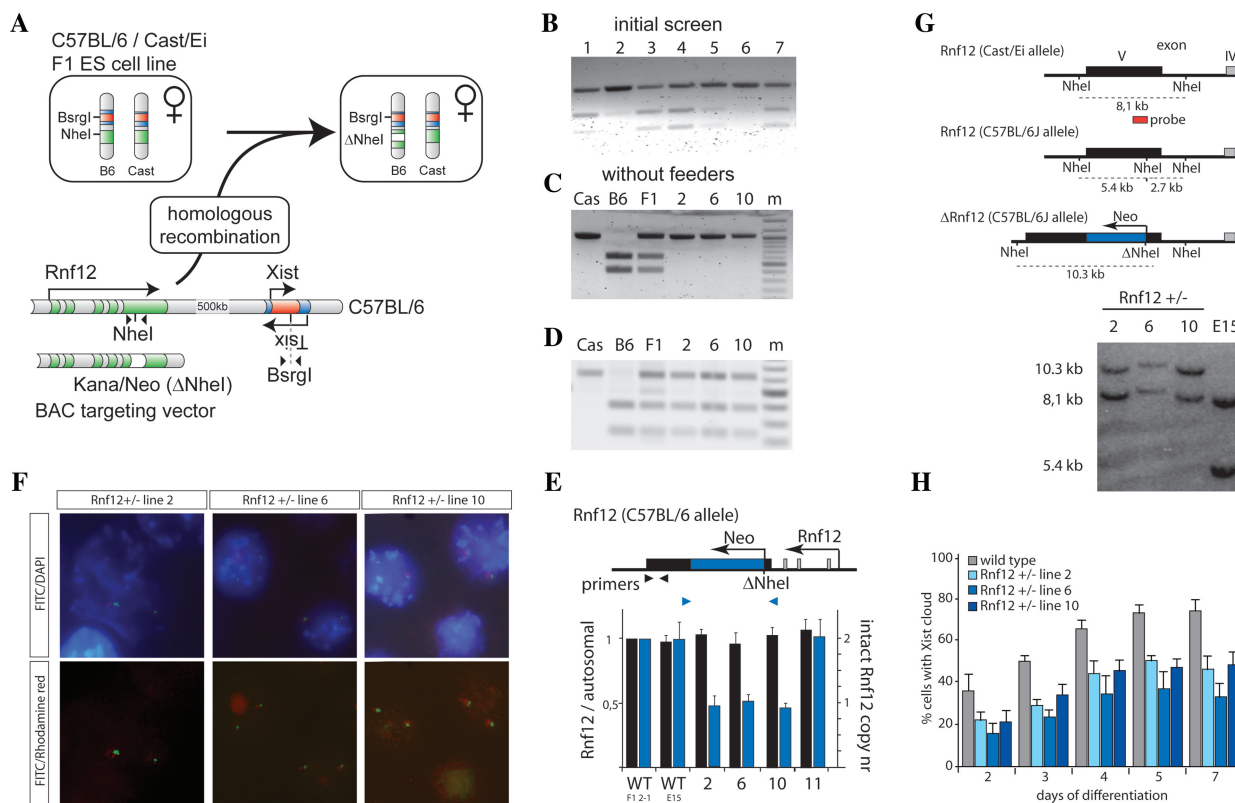 A
C57BL/6 / Cast/Ei
F1 ES cell line
BsrgI
NheI
B6 Cast
ΔNheI
B6 Cast
homologous
recombination
Rnf12
Xist
500kb
C57BL/6
NheI
Tsix
BsrgI
Kana/Neo (ΔNheI)
BAC targeting vector
B
initial screen
1 2 3 4 5 6 7
C
without feeders
Cas B6 F1 2 6 10 m
D
Cas B6 F1 2 6 10 m
G
Rnf12 (Cast/Ei allele)
V
exon
IV
NheI
NheI
8,1 kb
probe
Rnf12 (C57BL/6J allele)
NheI NheI NheI
5.4 kb 2.7 kb
ΔRnf12 (C57BL/6J allele)
Neo
NheI ΔNheI NheI
10.3 kb
Rnf12 +/-
2 6 10 E15
10.3 kb
8,1 kb
5.4 kb
F
Rnf12+/- line 2
Rnf12 +/- line 6
Rnf12 +/- line 10
FITC/DAPI
FITC/Rhodamine red
E
Rnf12 (C57BL/6 allele)
Neo
Rnf12
primers
ΔNheI
Rnf12 / autosomal
1
0,5
2
1
intact Rnf12 copy nr
WT WT 2 6 10 11
F1 2-1 E15
H
% cells with Xist cloud
100
80
60
40
20
0
wild type
Rnf12 +/- line 2
Rnf12 +/- line 6
Rnf12 +/- line 10
2 3 4 5 7
days of differentiation